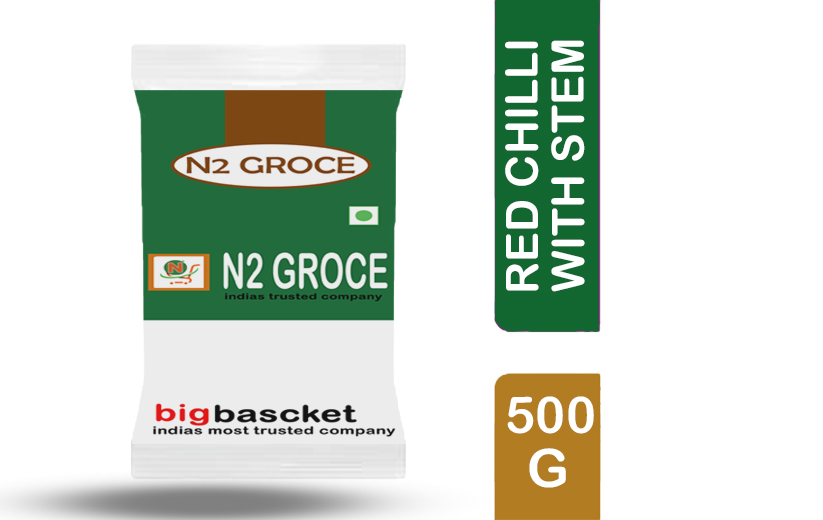 N2 GROCE
N
N2 GROCE
indias trusted company
bigbascket
indias most trusted company
RED CHILLI
WITH STEM
500
G